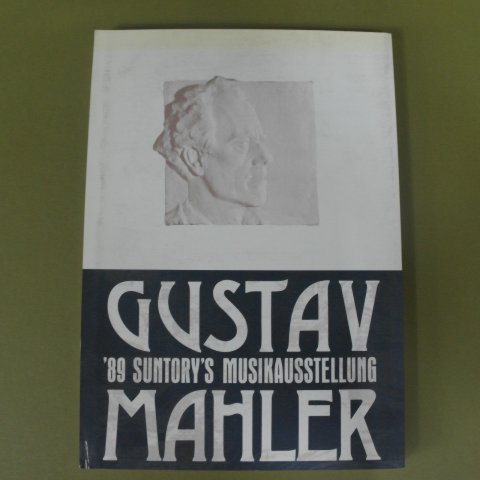 GUSTAV
'89 SUNTORY'S MUSIKAUSSTELLUNG
MAHLER